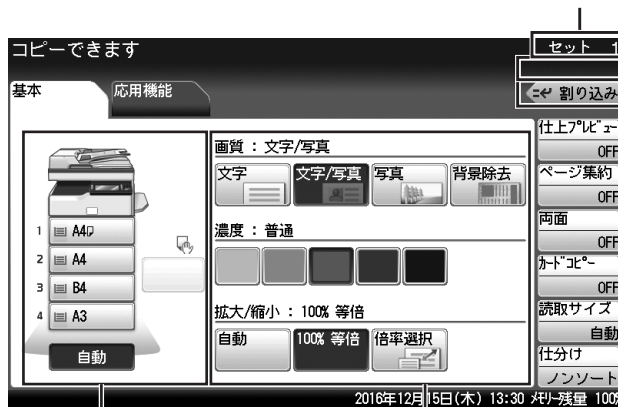 コピーできます
セット 1
割り込み
基本
応用機能
画質：文字/写真
文字
文字/写真
写真
背景除去
濃度：普通
拡大/縮小：100% 等倍
自動
100% 等倍
倍率選択
1 A4
2 A4
3 B4
4 A3
自動
仕上ﾌﾟﾚﾋﾞｭｰ
OFF
ページ集約
OFF
両面
OFF
ｶｰﾄﾞｺﾋﾟｰ
OFF
読取サイズ
自動
仕分け
ノンソート
2016年12月15日(木) 13:30 ﾒﾓﾘｰ残量 100%